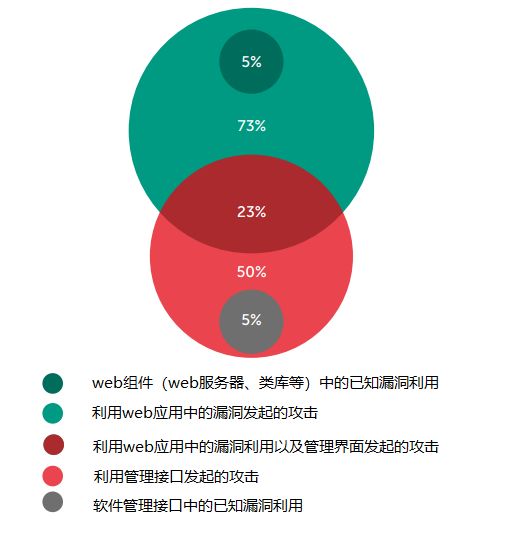 5%
73%
23%
50%
5%
web组件（web服务器、类库等）中的已知漏洞利用
利用web应用中的漏洞发起的攻击
利用web应用中的漏洞利用以及管理界面发起的攻击
利用管理接口发起的攻击
软件管理接口中的已知漏洞利用